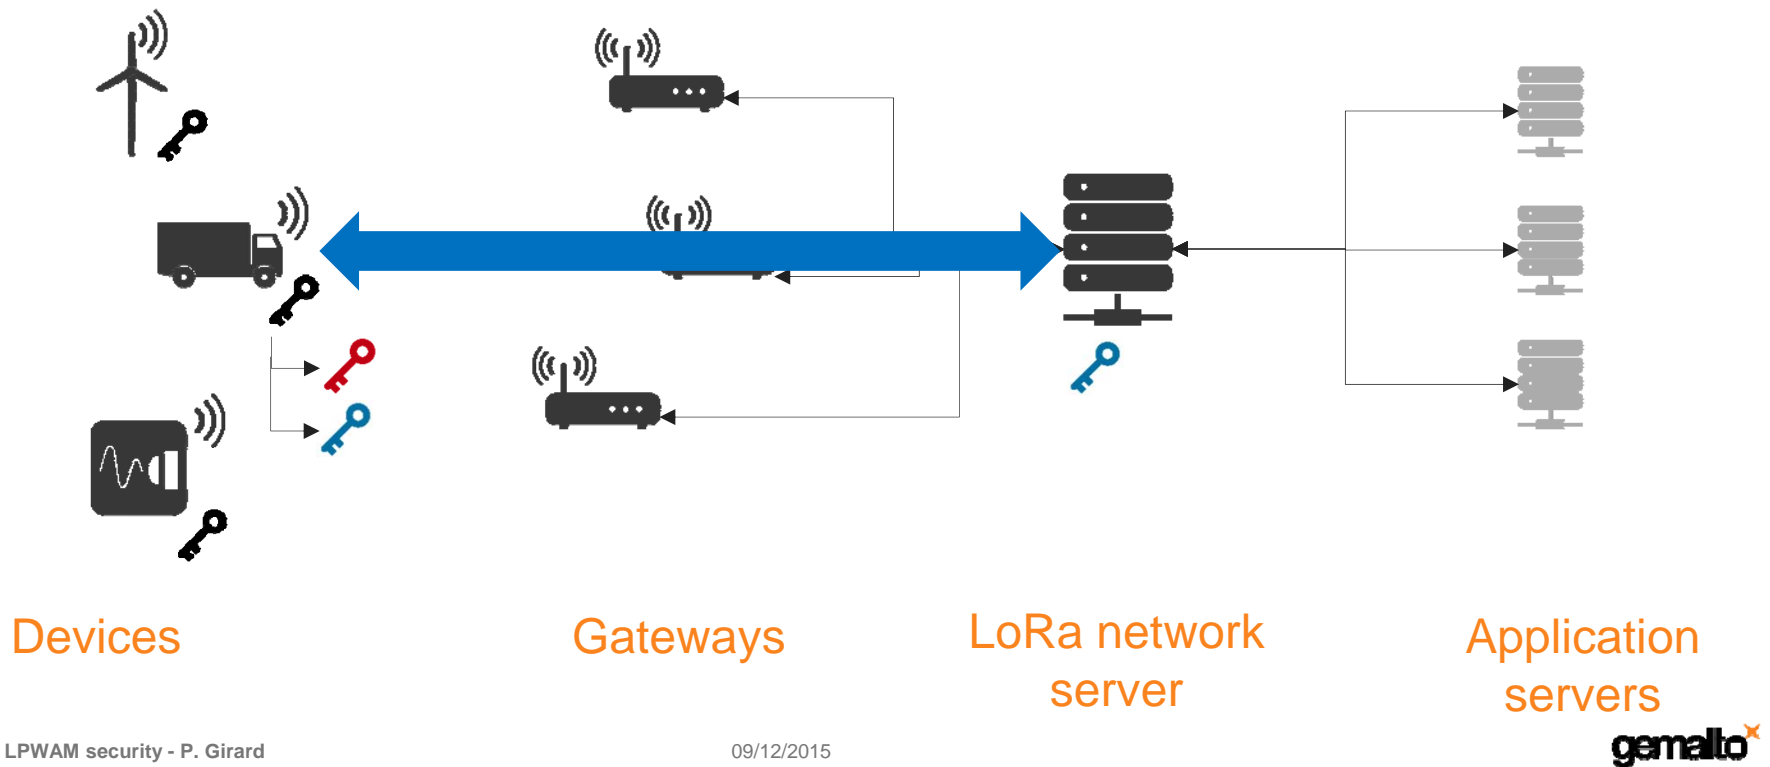 Devices
Gateways
LoRa network
server
Application
servers
LPWAM security - P. Girard
09/12/2015
gemalto